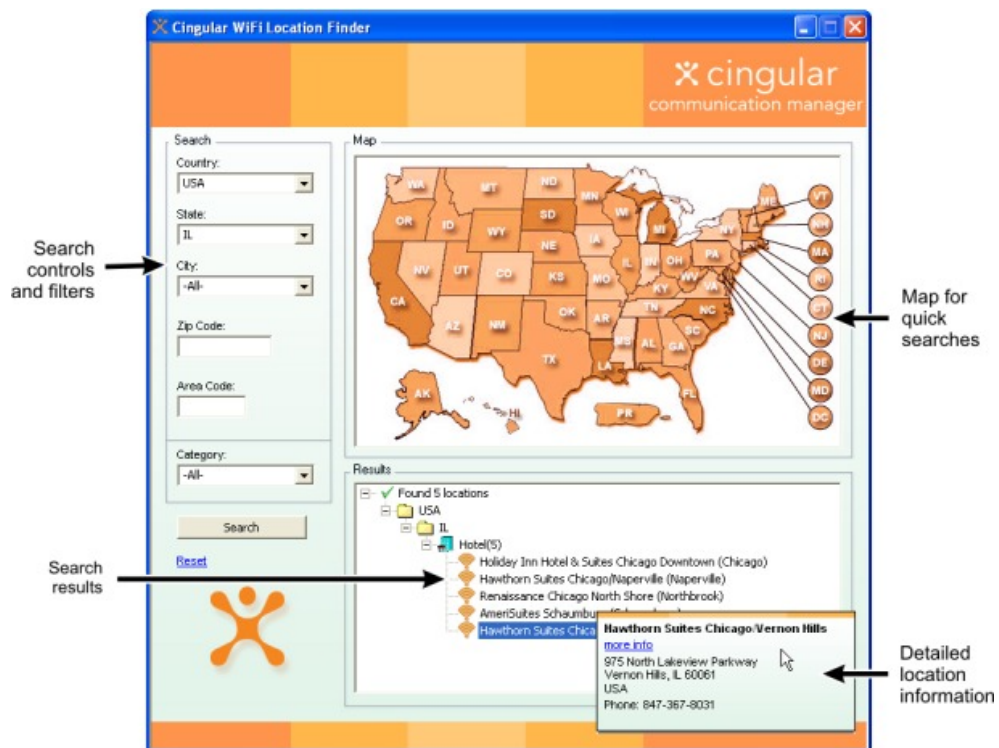 Cingular WiFi Location Finder
cingular
communication manager
Search
Country:
USA
State:
IL
City:
-All-
Zip Code:
Area Code:
Category:
-All-
Search
Reset
Search
controls
and filters
Map
WA
MT
ND
MN
OR
ID
WY
SD
WI
MI
NY
ME
VT
NH
MA
RI
CT
NJ
DE
MD
DC
NV
UT
CO
NE
IA
KS
MO
IL
IN
OH
PA
WV
VA
KY
CA
AZ
NM
OK
AR
TN
NC
SC
TX
LA
MS
AL
GA
FL
AK
HI
PR
Map for
quick
searches
Results
Found 5 locations
USA
IL
Hotel(5)
Holiday Inn Hotel & Suites Chicago Downtown (Chicago)
Hawthorn Suites Chicago/Naperville (Naperville)
Renaissance Chicago North Shore (Northbrook)
AmeriSuites Schaumburg
Hawthorn Suites Chica
Search
results
Hawthorn Suites Chicago/Vernon Hills
more info
975 North Lakeview Parkway
Vernon Hills, IL 60061
USA
Phone: 847-367-8031
Detailed
location
information